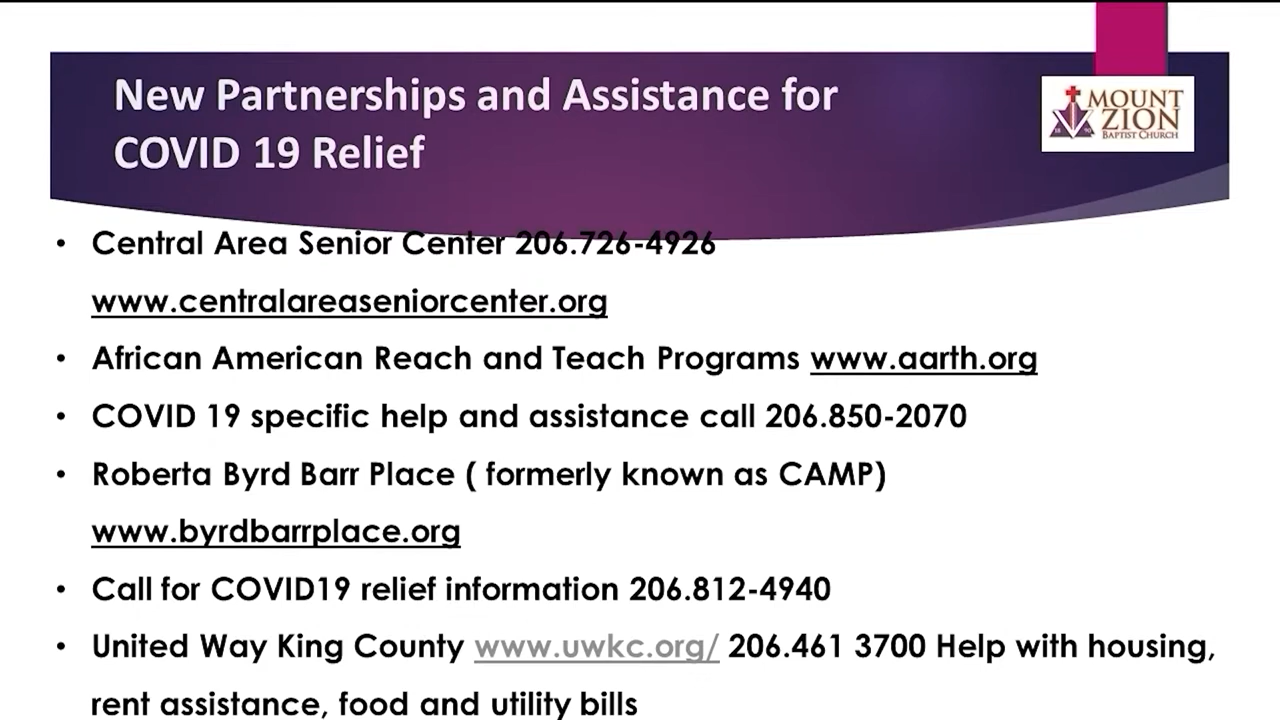 New Partnerships and Assistance for
COVID 19 Relief
MOUNT
ZION
BAPTIST CHURCH
• Central Area Senior Center 206.726-4926
www.centralareaseniorcenter.org
• African American Reach and Teach Programs www.aarth.org
• COVID 19 specific help and assistance call 206.850-2070
• Roberta Byrd Barr Place ( formerly known as CAMP)
www.byrdbarrplace.org
• Call for COVID19 relief information 206.812-4940
• United Way King County www.uwkc.org/ 206.461 3700 Help with housing,
rent assistance, food and utility bills